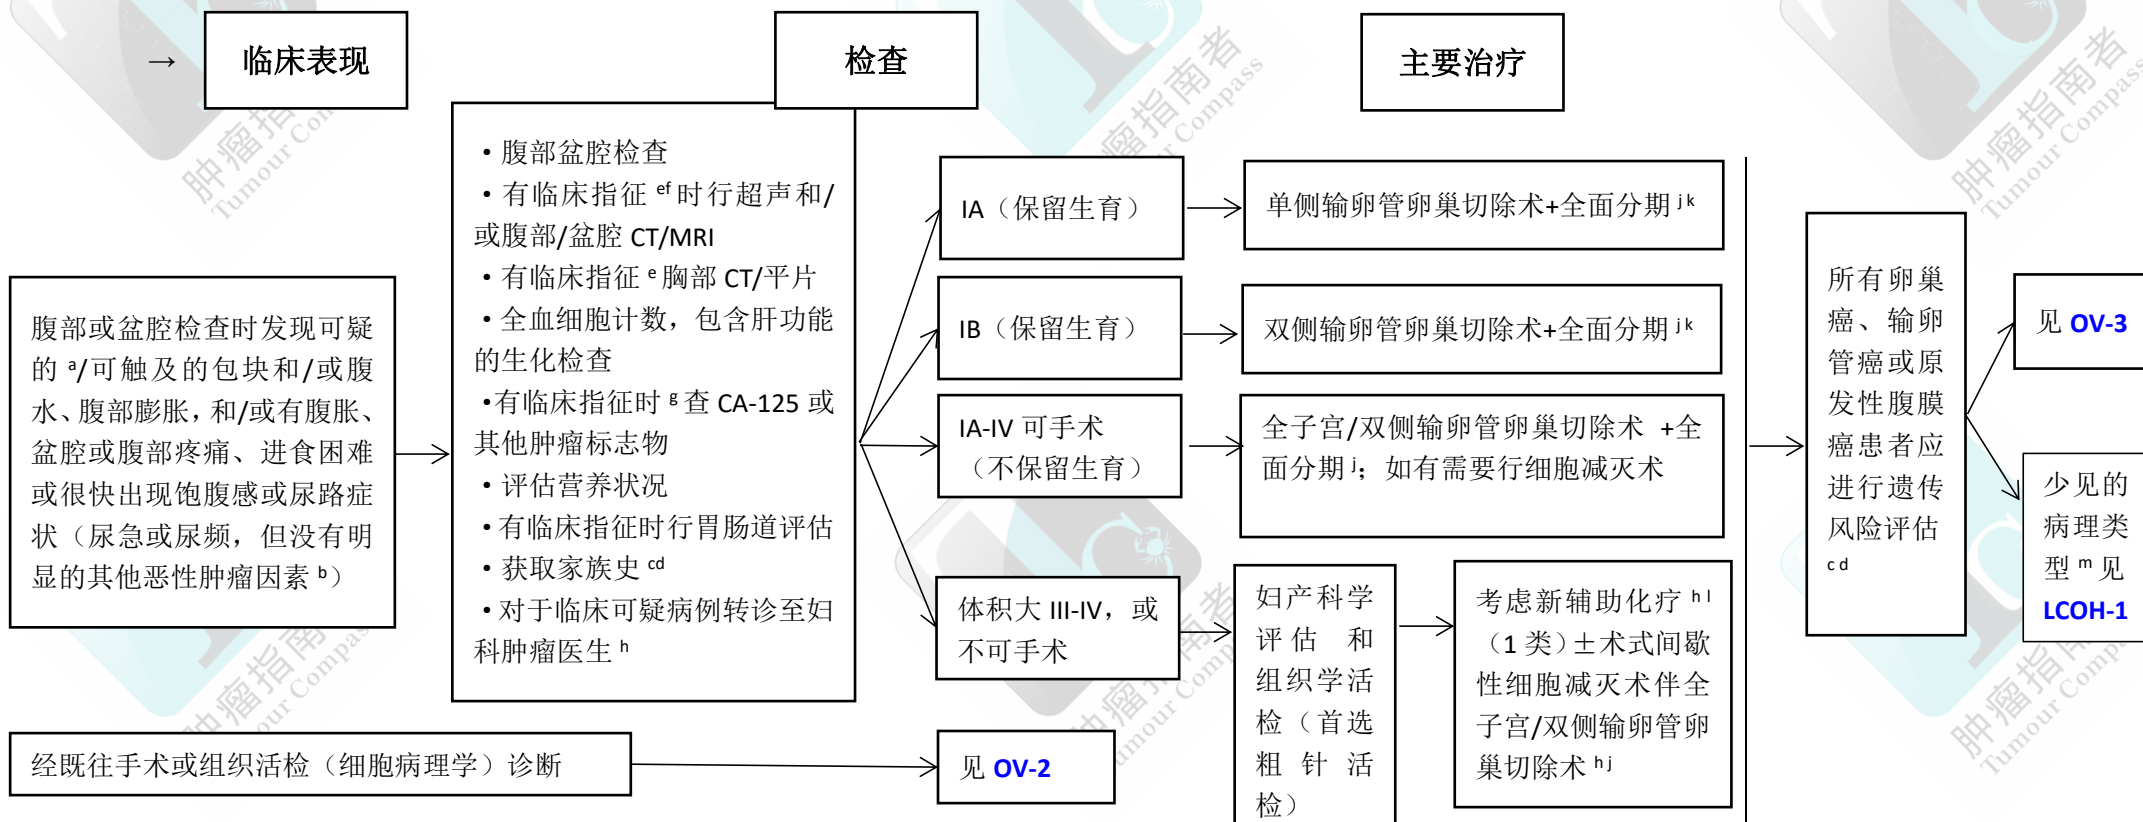 →
临床表现
检查
主要治疗
腹部或盆腔检查时发现可疑
的 a/可触及的包块和/或腹
水、腹部膨胀，和/或有腹胀、
盆腔或腹部疼痛、进食困难
或很快出现饱腹感或尿路症
状（尿急或尿频，但没有明
显的其他恶性肿瘤因素 b）
•腹部盆腔检查
•有临床指征 ef 时行超声和/
或腹部/盆腔 CT/MRI
•有临床指征 e 胸部 CT/平片
•全血细胞计数，包含肝功能
的生化检查
•有临床指征时 g 查 CA-125 或
其他肿瘤标志物
•评估营养状况
•有临床指征时行胃肠道评估
•获取家族史 cd
•对于临床可疑病例转诊至妇
科肿瘤医生 h
IA（保留生育）
单侧输卵管卵巢切除术+全面分期 j k
IB（保留生育）
双侧输卵管卵巢切除术+全面分期 j k
IA-IV 可手术
（不保留生育）
全子宫/双侧输卵管卵巢切除术 +全
面分期 j；如有需要行细胞减灭术
体积大 III-IV，或
不可手术
妇产科学
评估 和
组织学活
检（首选
粗针活
检）
考虑新辅助化疗 h l
（1 类）±术式间歇
性细胞减灭术伴全
子宫/双侧输卵管卵
巢切除术 h j
所有卵巢
癌、输卵
管癌或原
发性腹膜
癌患者应
进行遗传
风险评估
c d
见 OV-3
少见的
病理类
型 m 见
LCOH-1
经既往手术或组织活检（细胞病理学）诊断
见 OV-2
肿瘤指南者
Tumour Compass